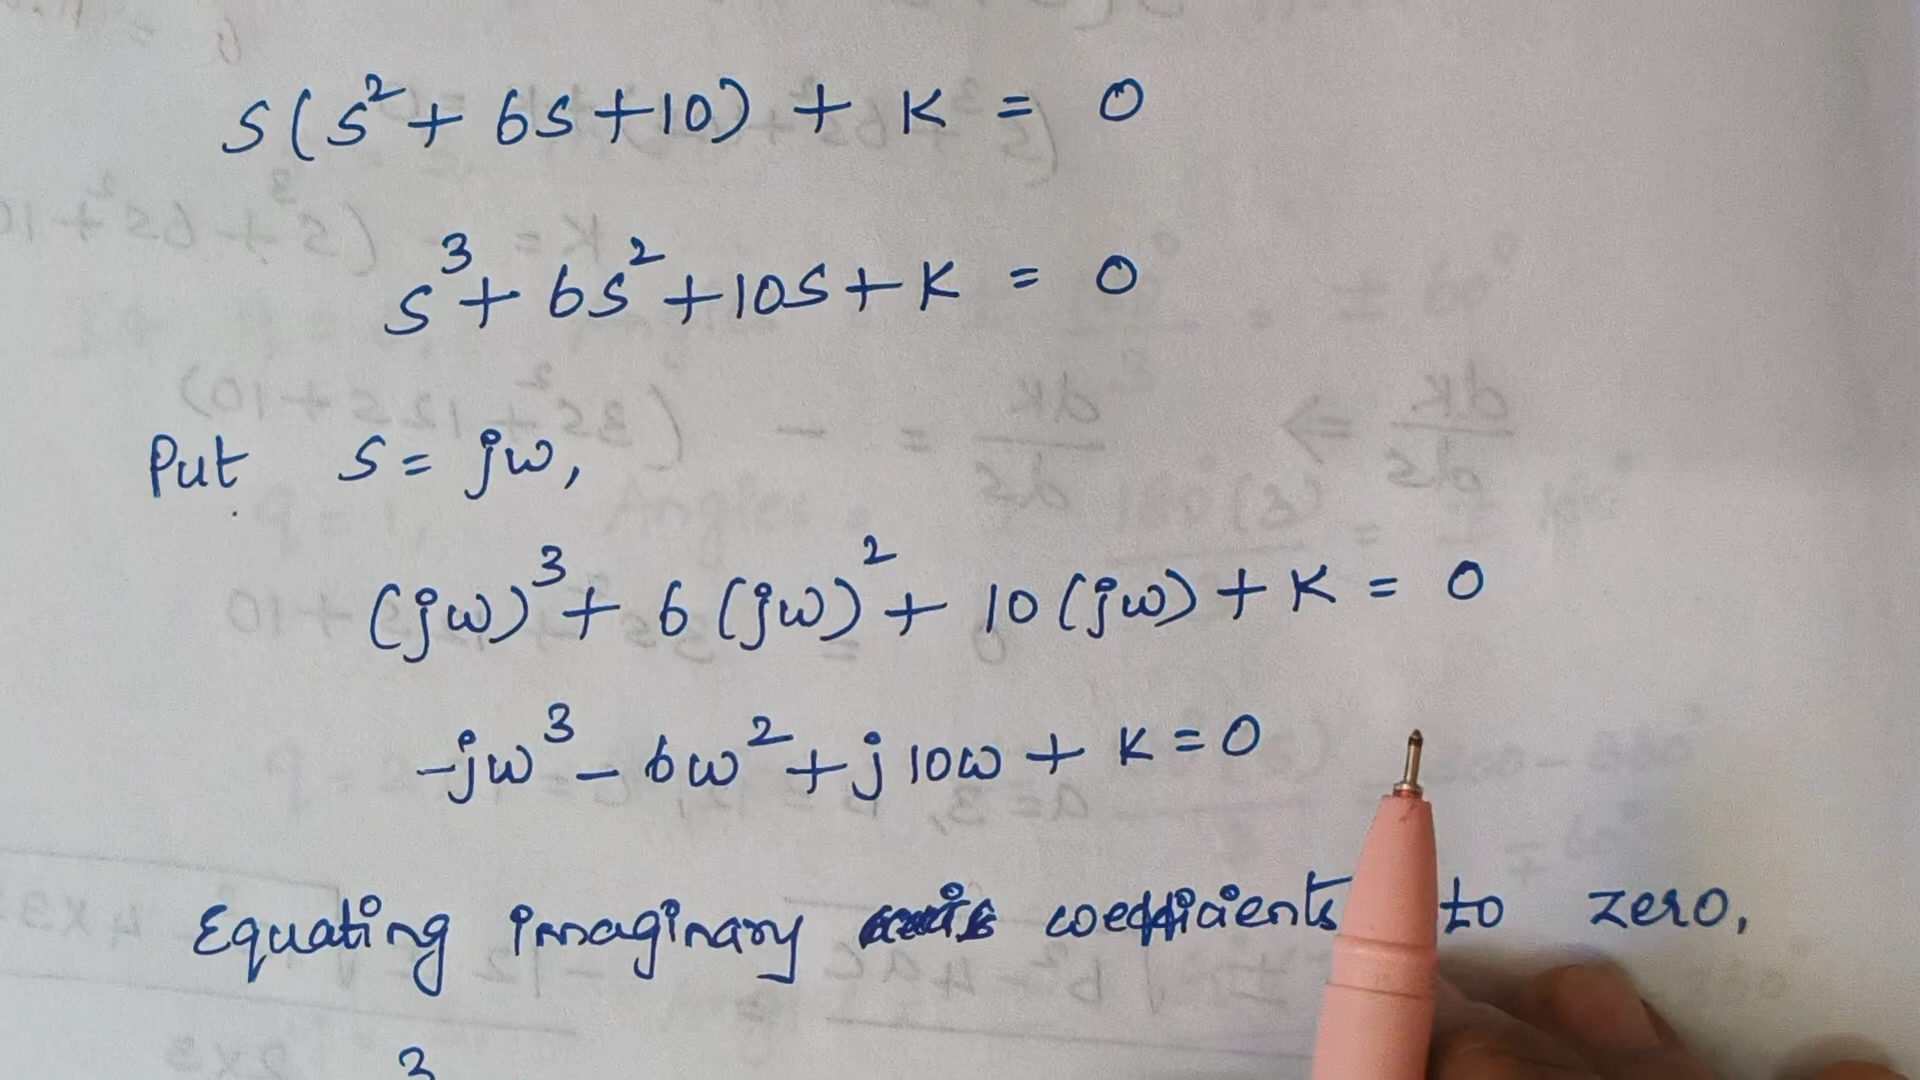 s(s² + 6s + 10) + K = 0
s³ + 6s² + 10s + K = 0
Put s = jω,
(jω)³ + 6(jω)² + 10(jω) + K = 0
-jω³ - 6ω² + j10ω + K = 0
Equating imaginary coefficients to zero,
3